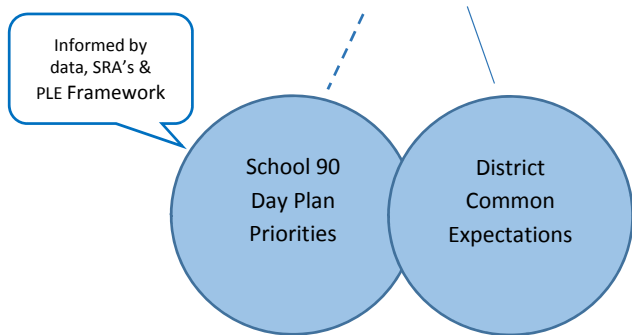 Informed by
data, SRA's &
PLE Framework
School 90
Day Plan
Priorities
District
Common
Expectations